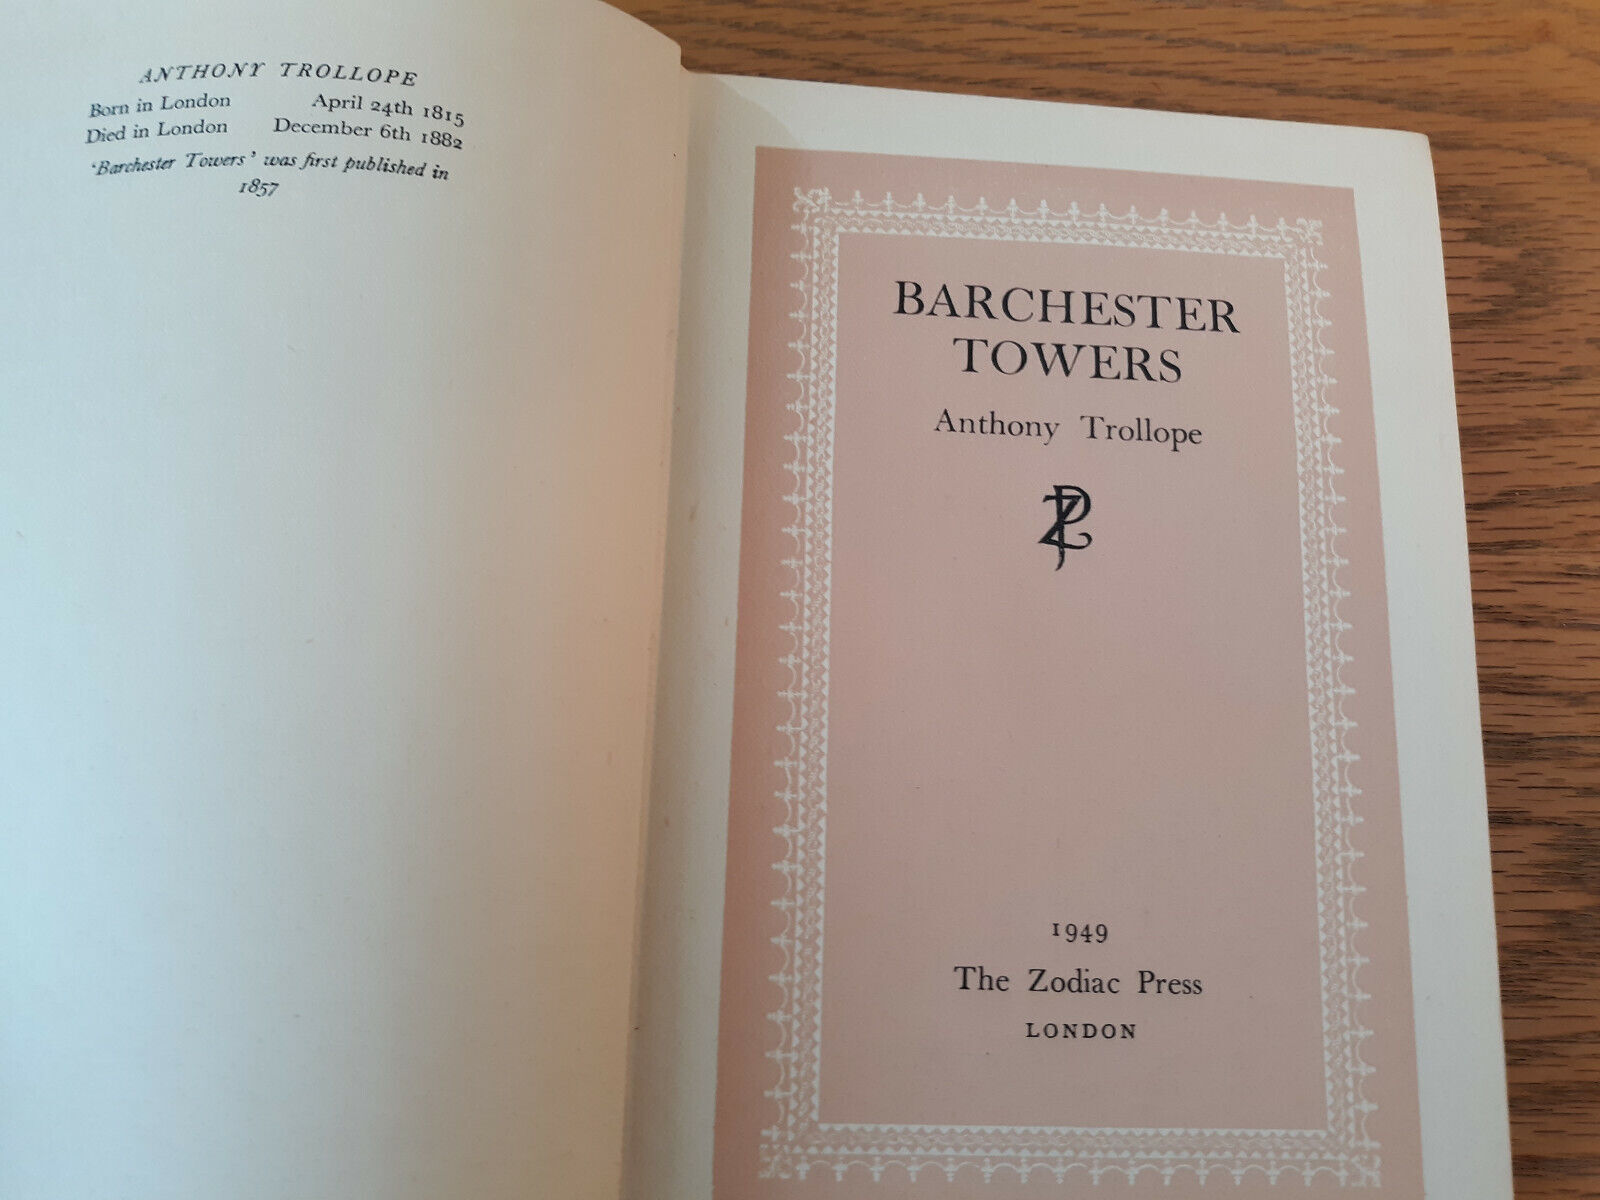 ANTHONY TROLLOPE
Born in London April 24th 1815
Died in London December 6th 1882
'Barchester Towers' was first published in
1857
BARCHESTER
TOWERS
Anthony Trollope
ZP
1949
The Zodiac Press
LONDON